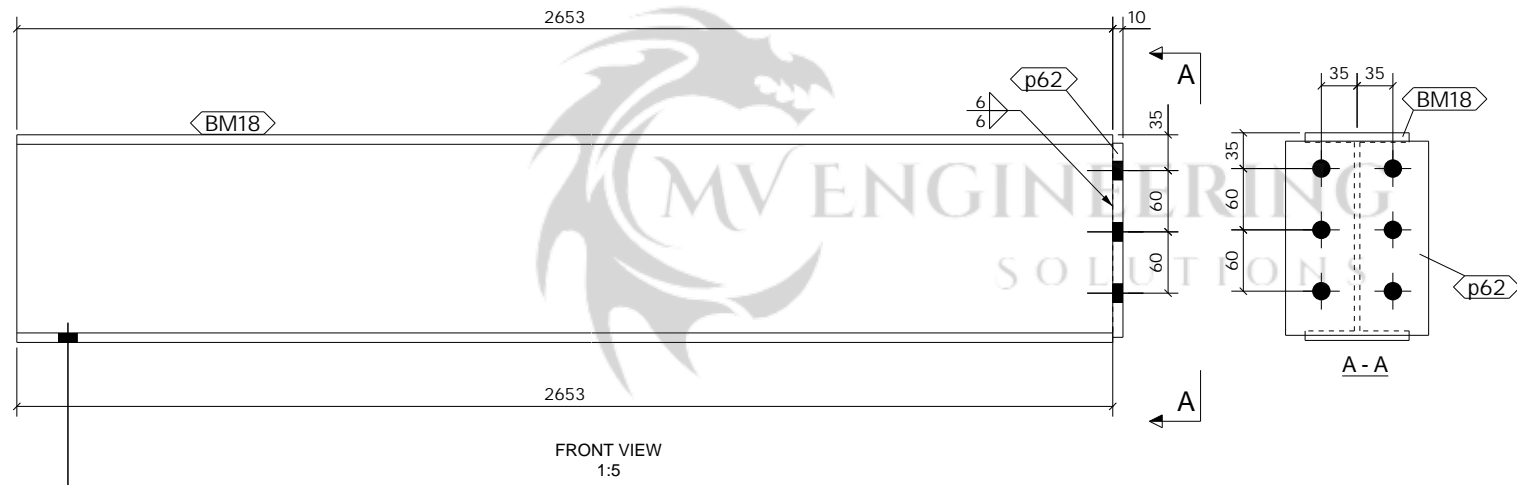 2653
10
A
p62
6
6
BM18
35
60
60
MV ENGINEERING
SOLUTIONS
2653
A
FRONT VIEW
1:5
35
35
BM18
35
60
60
p62
A - A